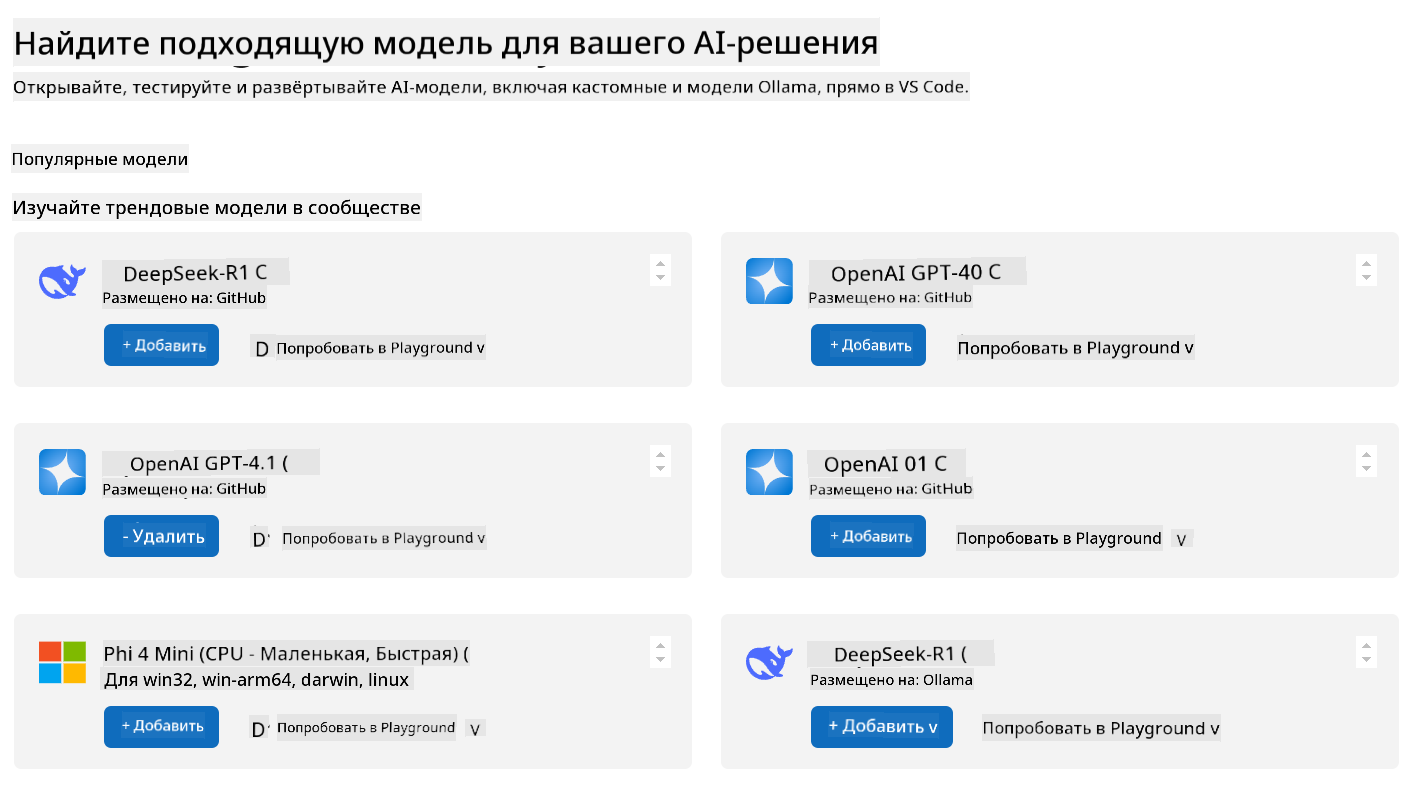 Найдите подходящую модель для вашего AI-решения
Открывайте, тестируйте и развёртывайте AI-модели, включая кастомные и модели Ollama, прямо в VS Code.
Популярные модели
Изучайте трендовые модели в сообществе
DeepSeek-R1 C
Размещено на: GitHub
+ Добавить
D Попробовать в Playground v
OpenAI GPT-40 C
Размещено на: GitHub
+ Добавить
Попробовать в Playground v
OpenAI GPT-4.1 (
Размещено на: GitHub
- Удалить
D Попробовать в Playground v
OpenAI 01 C
Размещено на: GitHub
+ Добавить
Попробовать в Playground v
Phi 4 Mini (CPU - Маленькая, Быстрая) (
Для win32, win-arm64, darwin, linux
+ Добавить
D Попробовать в Playground v
DeepSeek-R1 (
Размещено на: Ollama
+ Добавить v
Попробовать в Playground v